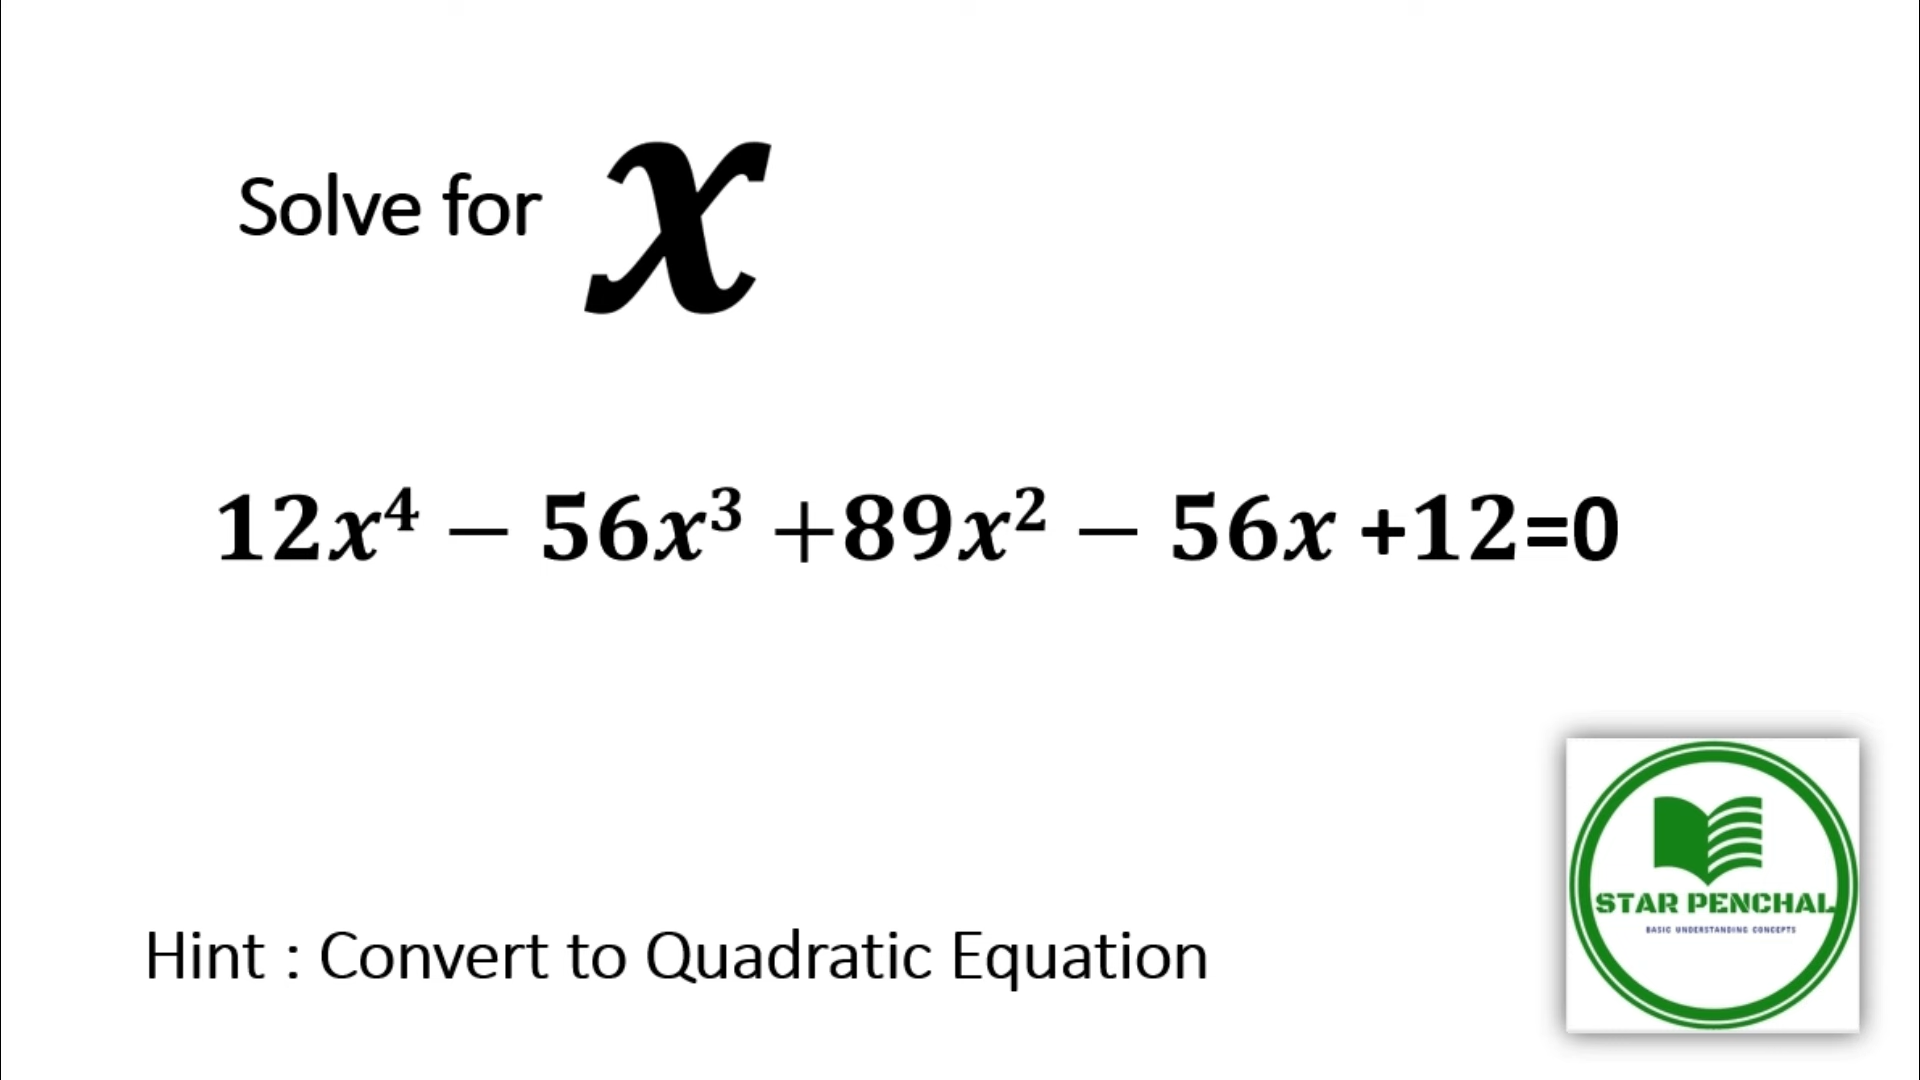 Solve for x
12x⁴ − 56x³ +89x² − 56x +12=0
STAR PENCHAL
BASIC UNDERSTANDING CONCEPTS
Hint : Convert to Quadratic Equation